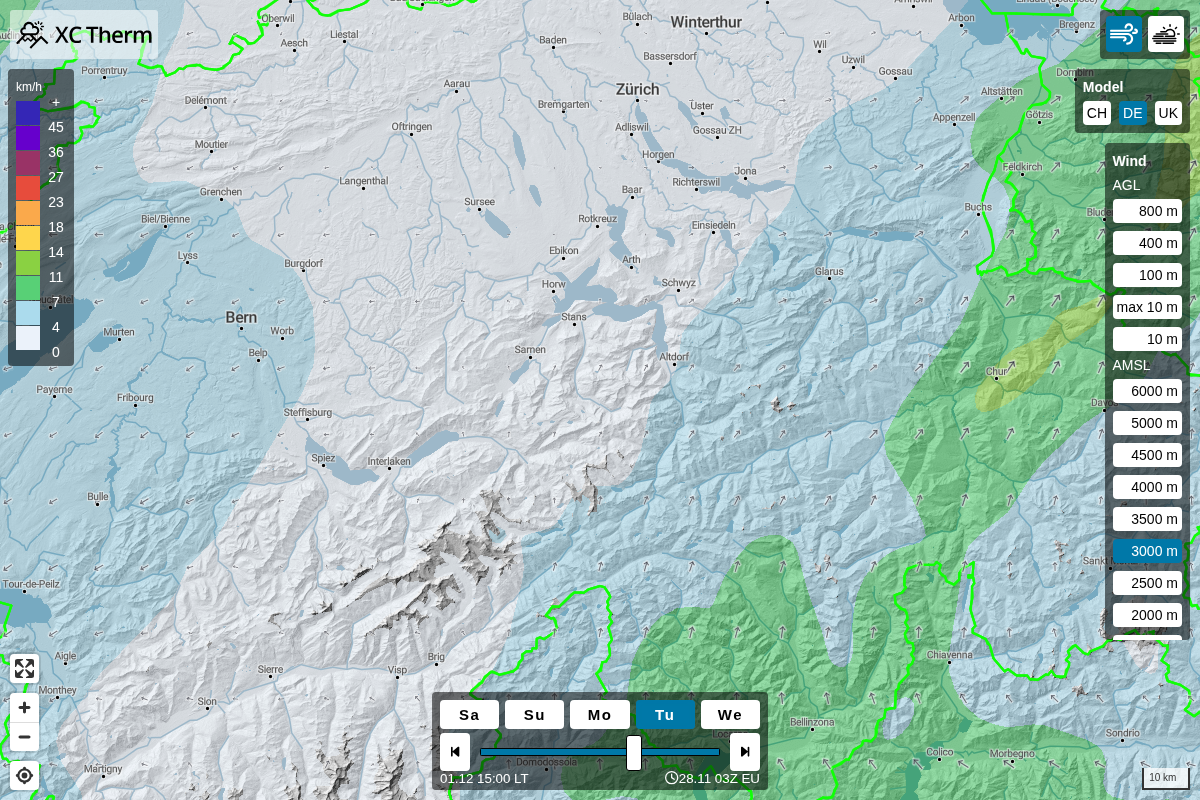 XC Therm
km/h
+
45
36
27
23
18
14
11
7
4
0
Oberwil
Liestal
Aesch
Porrentruy
Delémont
Moutier
Grenchen
Biel/Bienne
Lyss
Burgdorf
Bern
Worb
Belp
Murten
Payerne
Fribourg
Bulle
Steffisburg
Spiez
Interlaken
Tour-de-Peilz
Aigle
Monthey
Martigny
Sion
Sierre
Visp
Brig
Domodossola
Aarau
Oftringen
Langenthal
Sursee
Baden
Bremgarten
Bülach
Winterthur
Bassersdorf
Zürich
Uster
Adliswil
Gossau ZH
Horgen
Richterswil
Jona
Baar
Rotkreuz
Einsiedeln
Ebikon
Arth
Horw
Schwyz
Stans
Sarnen
Altdorf
Glarus
Wil
Uzwil
Gossau
Arbon
Bregenz
Dornbirn
Altstätten
Götzis
Appenzell
Feldkirch
Buchs
Chur
Chiavenna
Bellinzona
Colico
Morbegno
Sondrio
Model
CH
DE
UK
Wind
AGL
800 m
400 m
100 m
max 10 m
10 m
AMSL
6000 m
5000 m
4500 m
4000 m
3500 m
3000 m
2500 m
2000 m
Sa
Su
Mo
Tu
We
01.12 15:00 LT
28.11 03Z EU
10 km